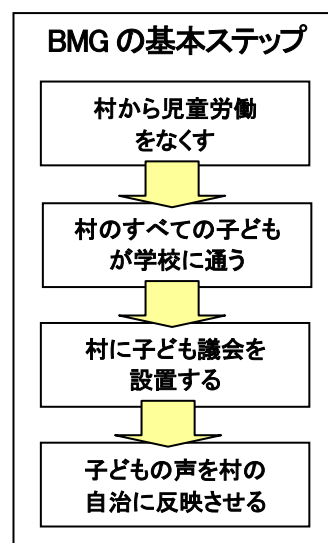 BMG の基本ステップ
村から児童労働
をなくす
村のすべての子ども
が学校に通う
村に子ども議会を
設置する
子どもの声を村の
自治に反映させる